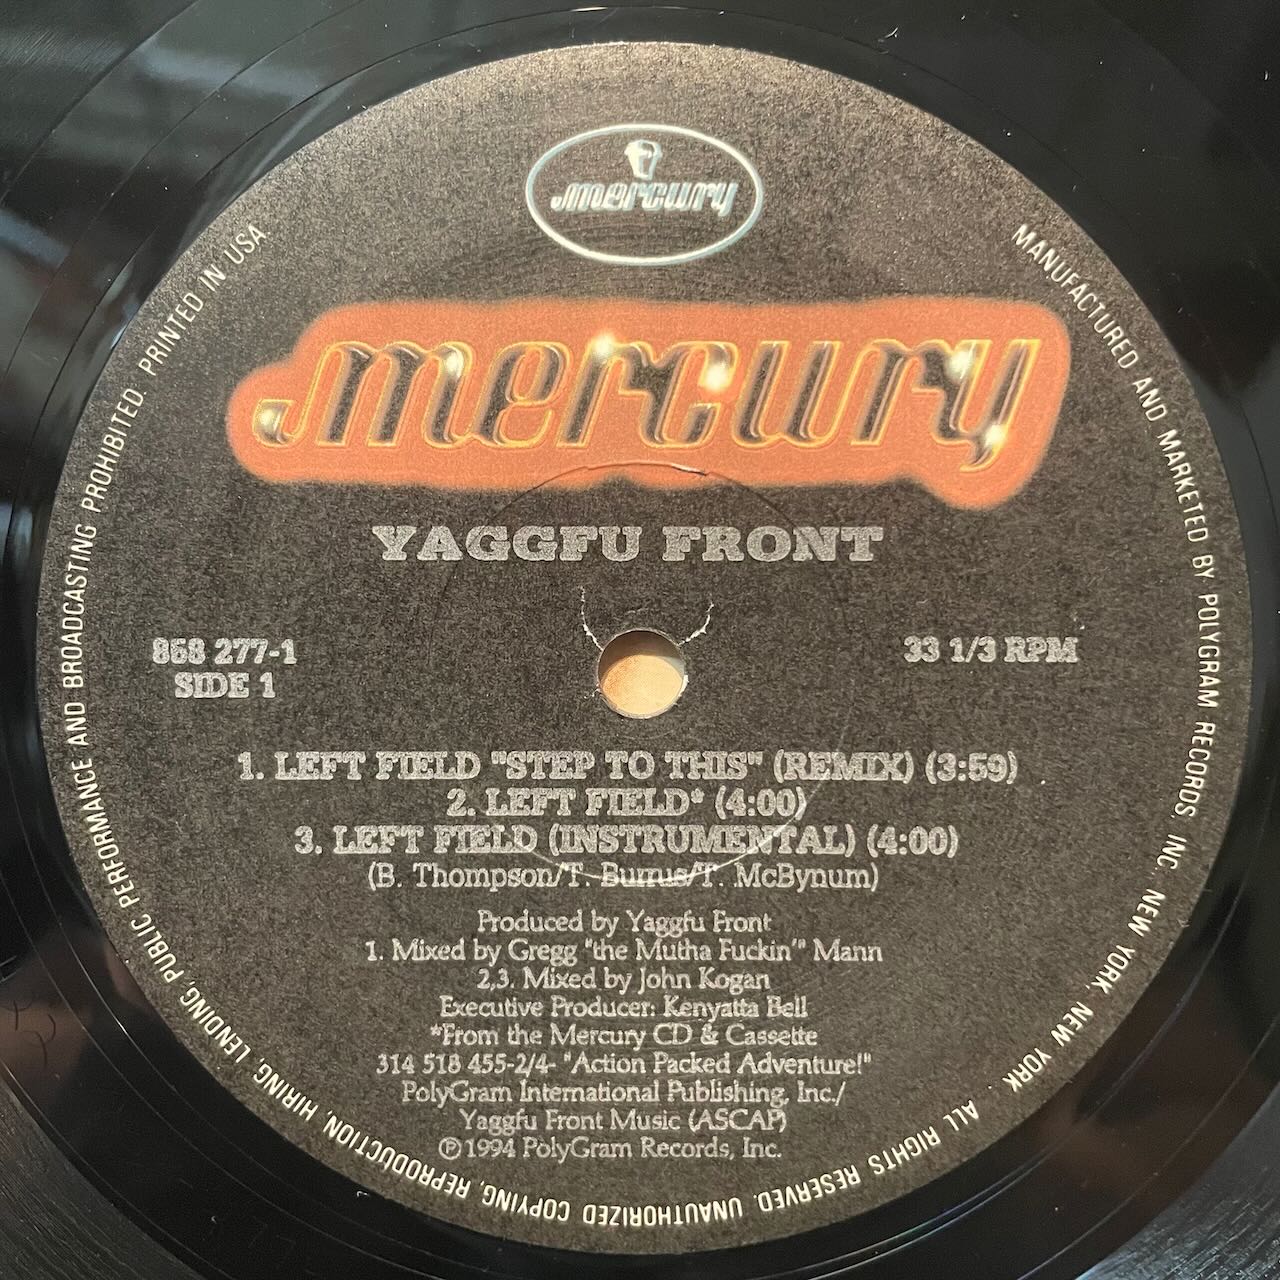 mercury
mercury
YAGGFU FRONT
858 277-1
SIDE 1
33 1/3 RPM
1. LEFT FIELD "STEP TO THIS" (REMIX) (3:59)
2. LEFT FIELD* (4:00)
3. LEFT FIELD (INSTRUMENTAL) (4:00)
(B. Thompson/T. Burrus/T. McBynum)
Produced by Yaggfu Front
1. Mixed by Gregg "the Mutha Fuckin'" Mann
2,3. Mixed by John Kogan
Executive Producer: Kenyatta Bell
*From the Mercury CD & Cassette
314 518 455-2/4- "Action Packed Adventure!"
PolyGram International Publishing, Inc./
Yaggfu Front Music (ASCAP)
℗1994 PolyGram Records, Inc.
MANUFACTURED AND MARKETED BY POLYGRAM RECORDS, INC., NEW YORK, NEW YORK. ALL RIGHTS RESERVED. UNAUTHORIZED COPYING, REPRODUCTION, HIRING, LENDING, PUBLIC PERFORMANCE AND BROADCASTING PROHIBITED. PRINTED IN USA